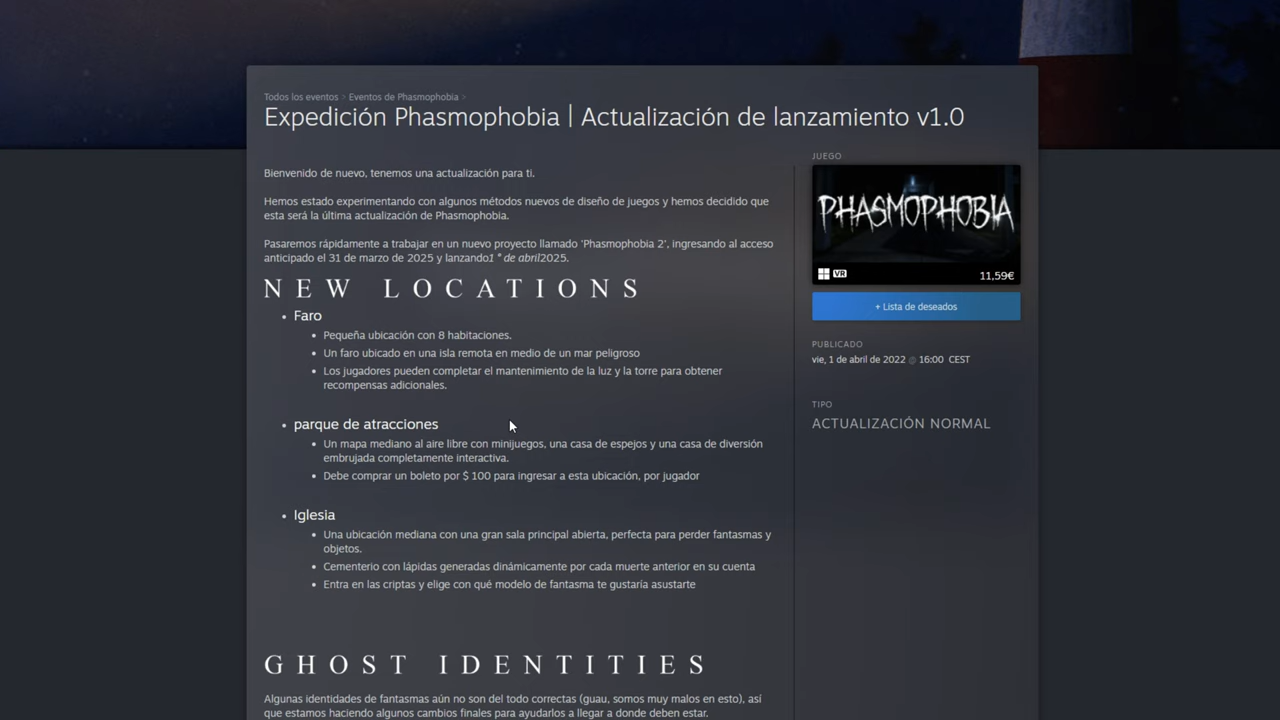 Todos los eventos > Eventos de Phasmophobia >
Expedición Phasmophobia | Actualización de lanzamiento v1.0
Bienvenido de nuevo, tenemos una actualización para ti.
Hemos estado experimentando con algunos métodos nuevos de diseño de juegos y hemos decidido que
esta será la última actualización de Phasmophobia.
Pasaremos rápidamente a trabajar en un nuevo proyecto llamado 'Phasmophobia 2', ingresando al acceso
anticipado el 31 de marzo de 2025 y lanzando1 ° de abril2025.
NEW LOCATIONS
• Faro
• Pequeña ubicación con 8 habitaciones.
• Un faro ubicado en una isla remota en medio de un mar peligroso
• Los jugadores pueden completar el mantenimiento de la luz y la torre para obtener
recompensas adicionales.
• parque de atracciones
• Un mapa mediano al aire libre con minijuegos, una casa de espejos y una casa de diversión
embrujada completamente interactiva.
• Debe comprar un boleto por $ 100 para ingresar a esta ubicación, por jugador
• Iglesia
• Una ubicación mediana con una gran sala principal abierta, perfecta para perder fantasmas y
objetos.
• Cementerio con lápidas generadas dinámicamente por cada muerte anterior en su cuenta
• Entra en las criptas y elige con qué modelo de fantasma te gustaría asustarte
GHOST IDENTITIES
Algunas identidades de fantasmas aún no son del todo correctas (guau, somos muy malos en esto), así
que estamos haciendo algunos cambios finales para ayudarlos a llegar a donde deben estar.
JUEGO
PHASMOPHOBIA
VR
11,59€
+ Lista de deseados
PUBLICADO
vie, 1 de abril de 2022 @ 16:00 CEST
TIPO
ACTUALIZACIÓN NORMAL